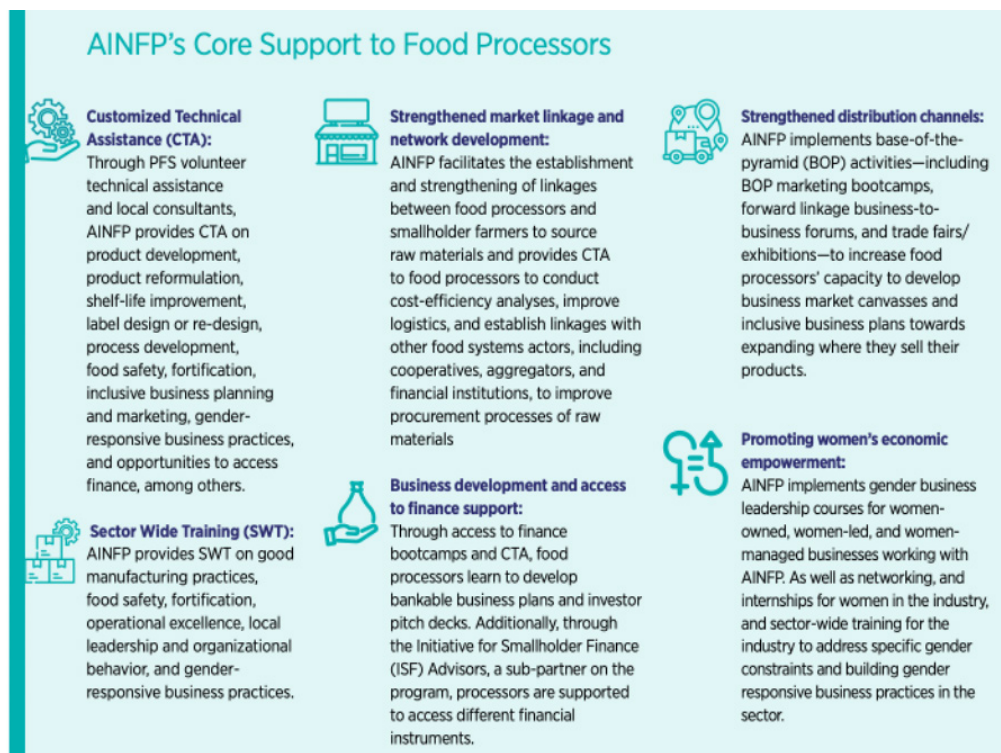 AINFP's Core Support to Food Processors
Customized Technical
Assistance (CTA):
Through PFS volunteer
technical assistance
and local consultants,
AINFP provides CTA on
product development,
product reformulation,
shelf-life improvement,
label design or re-design,
process development,
food safety, fortification,
inclusive business planning
and marketing, gender-
responsive business practices,
and opportunities to access
finance, among others.
Sector Wide Training (SWT):
AINFP provides SWT on good
manufacturing practices,
food safety, fortification,
operational excellence, local
leadership and organizational
behavior, and gender-
responsive business practices.
Strengthened market linkage and
network development:
AINFP facilitates the establishment
and strengthening of linkages
between food processors and
smallholder farmers to source
raw materials and provides CTA
to food processors to conduct
cost-efficiency analyses, improve
logistics, and establish linkages with
other food systems actors, including
cooperatives, aggregators, and
financial institutions, to improve
procurement processes of raw
materials
Business development and access
to finance support:
Through access to finance
bootcamps and CTA, food
processors learn to develop
bankable business plans and investor
pitch decks. Additionally, through
the Initiative for Smallholder Finance
(ISF) Advisors, a sub-partner on the
program, processors are supported
to access different financial
instruments.
Strengthened distribution channels:
AINFP implements base-of-the-
pyramid (BOP) activities—including
BOP marketing bootcamps,
forward linkage business-to-
business forums, and trade fairs/
exhibitions—to increase food
processors' capacity to develop
business market canvasses and
inclusive business plans towards
expanding where they sell their
products.
Promoting women's economic
empowerment:
AINFP implements gender business
leadership courses for women-
owned, women-led, and women-
managed businesses working with
AINFP. As well as networking, and
internships for women in the industry,
and sector-wide training for the
industry to address specific gender
constraints and building gender
responsive business practices in the
sector.